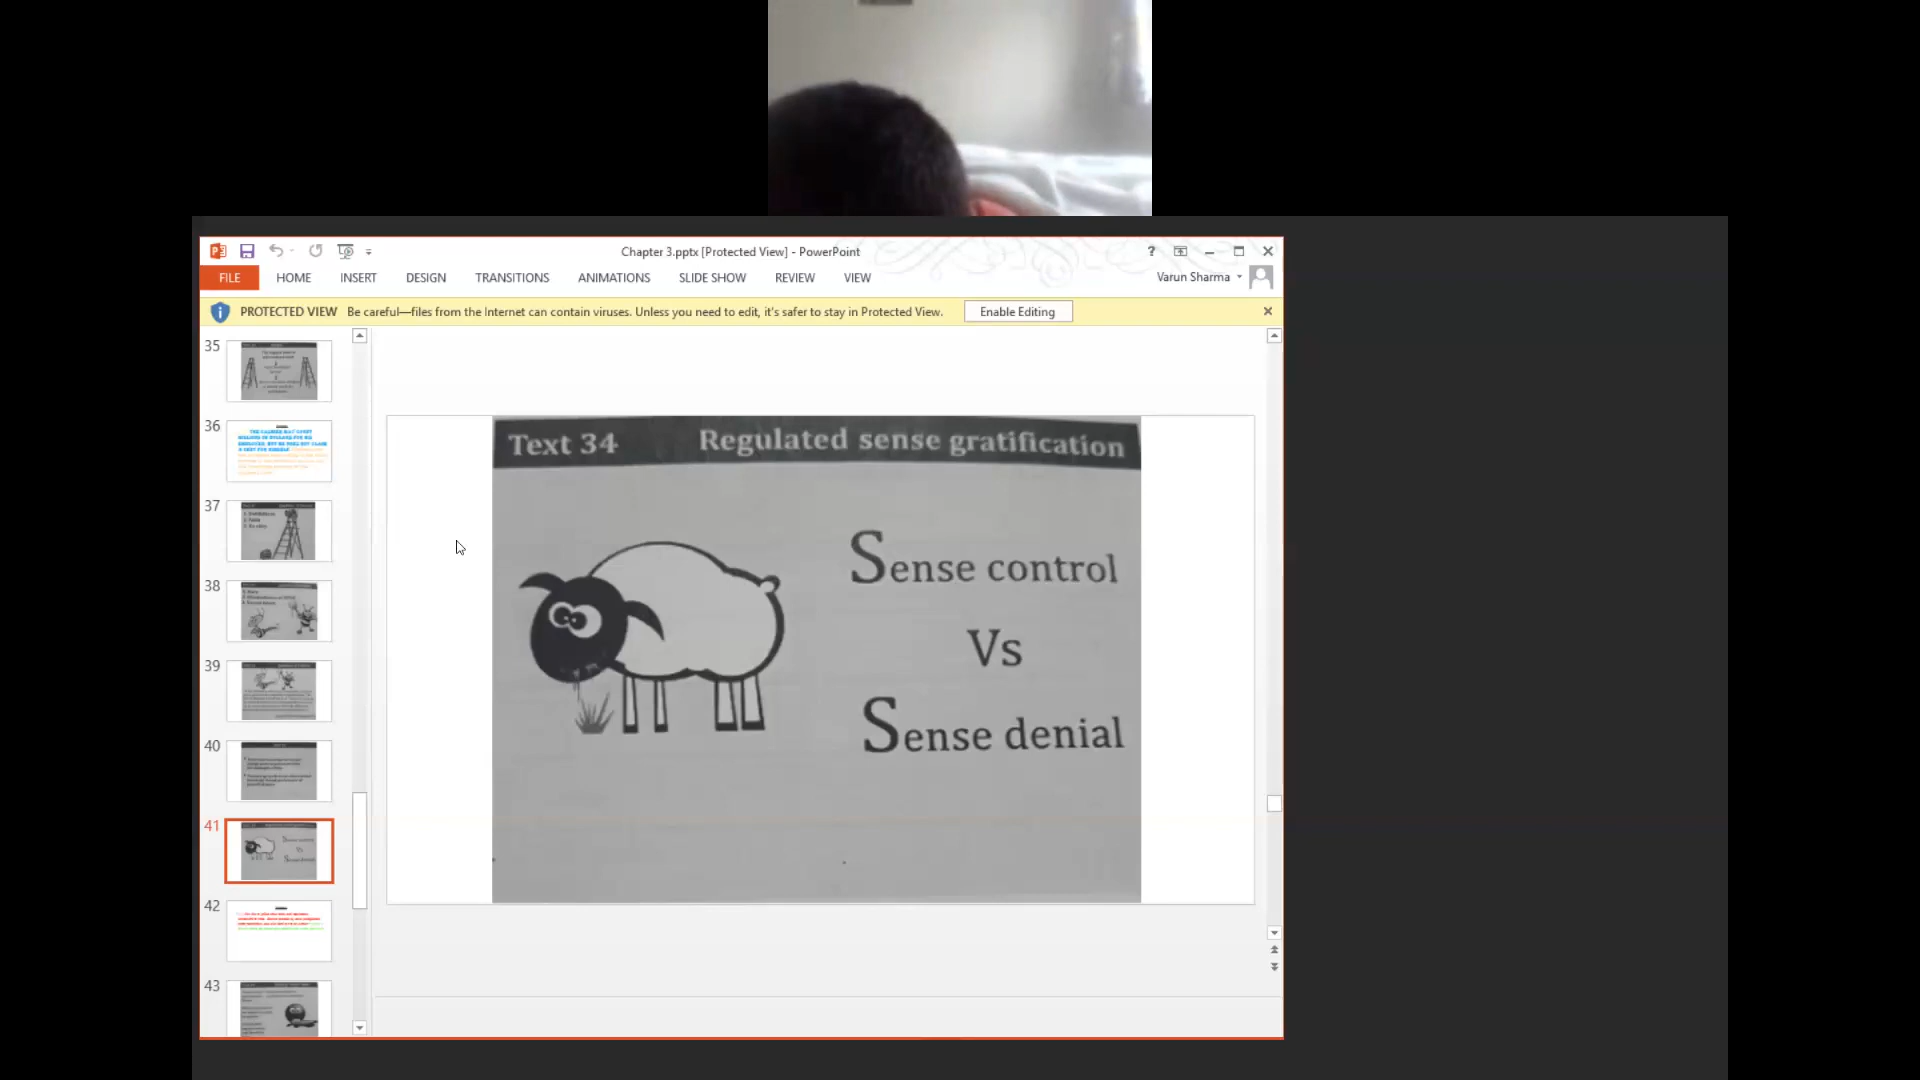 Chapter 3.pptx [Protected View] - PowerPoint
FILE HOME INSERT DESIGN TRANSITIONS ANIMATIONS SLIDE SHOW REVIEW VIEW
Varun Sharma
PROTECTED VIEW Be careful—files from the Internet can contain viruses. Unless you need to edit, it's safer to stay in Protected View. Enable Editing
35
36
37
38
39
40
41
42
43
Text 34 Regulated sense gratification
Sense control
Vs
Sense denial